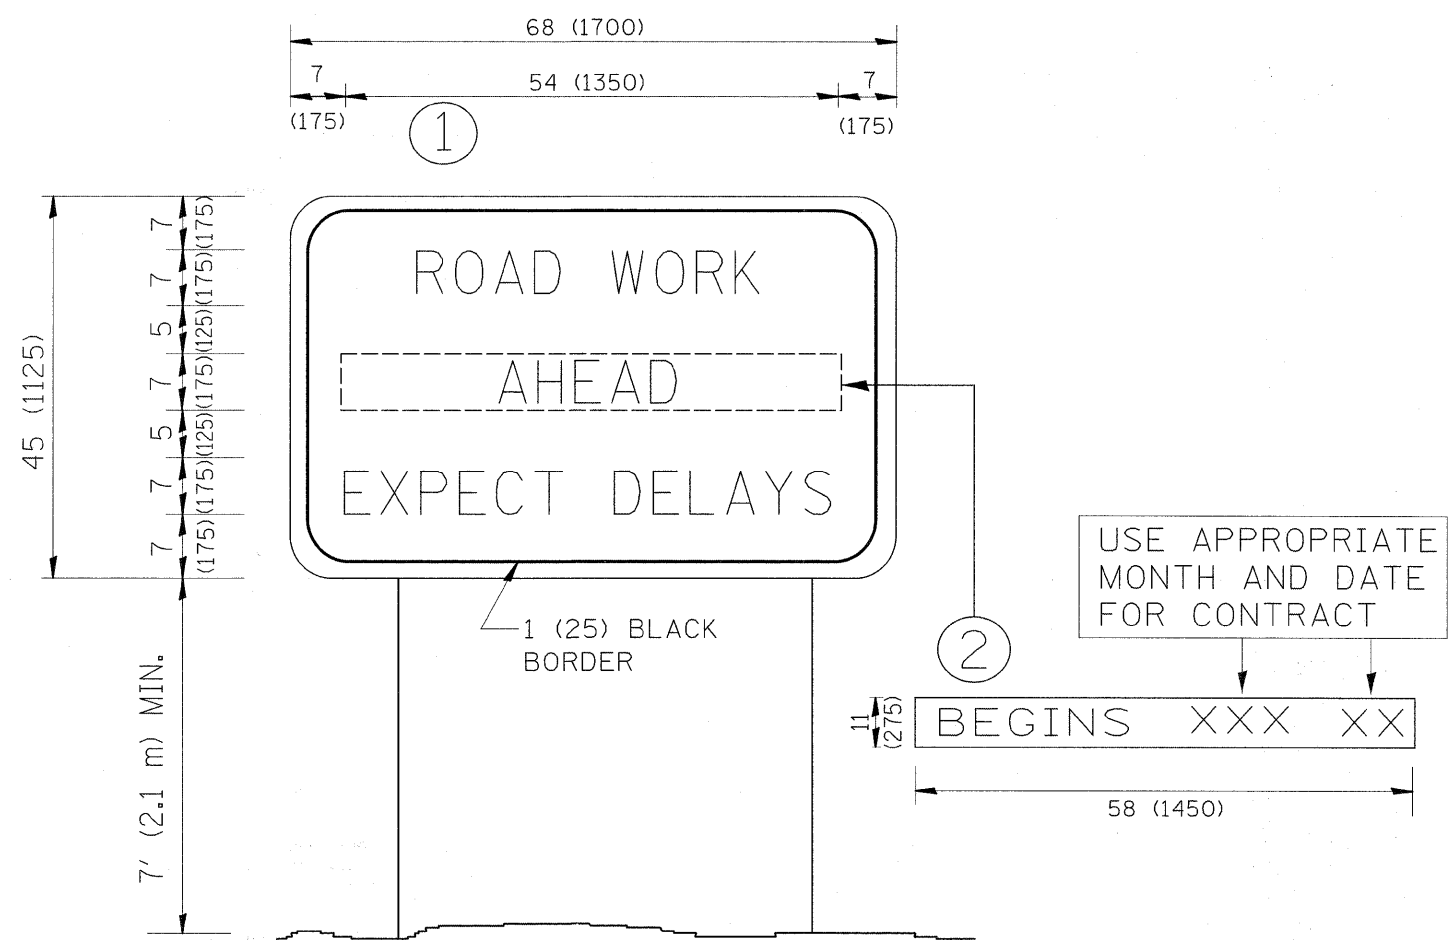 68 (1700)
7
54 (1350)
7
(175)
(175)
1
45 (1125)
7 (175)
7 (175)
5 (125)
7 (175)
5 (125)
7 (175)
7 (175)
ROAD WORK
AHEAD
EXPECT DELAYS
1 (25) BLACK
BORDER
7' (2.1 m) MIN.
2
USE APPROPRIATE
MONTH AND DATE
FOR CONTRACT
11
(275)
BEGINS XXX XX
58 (1450)